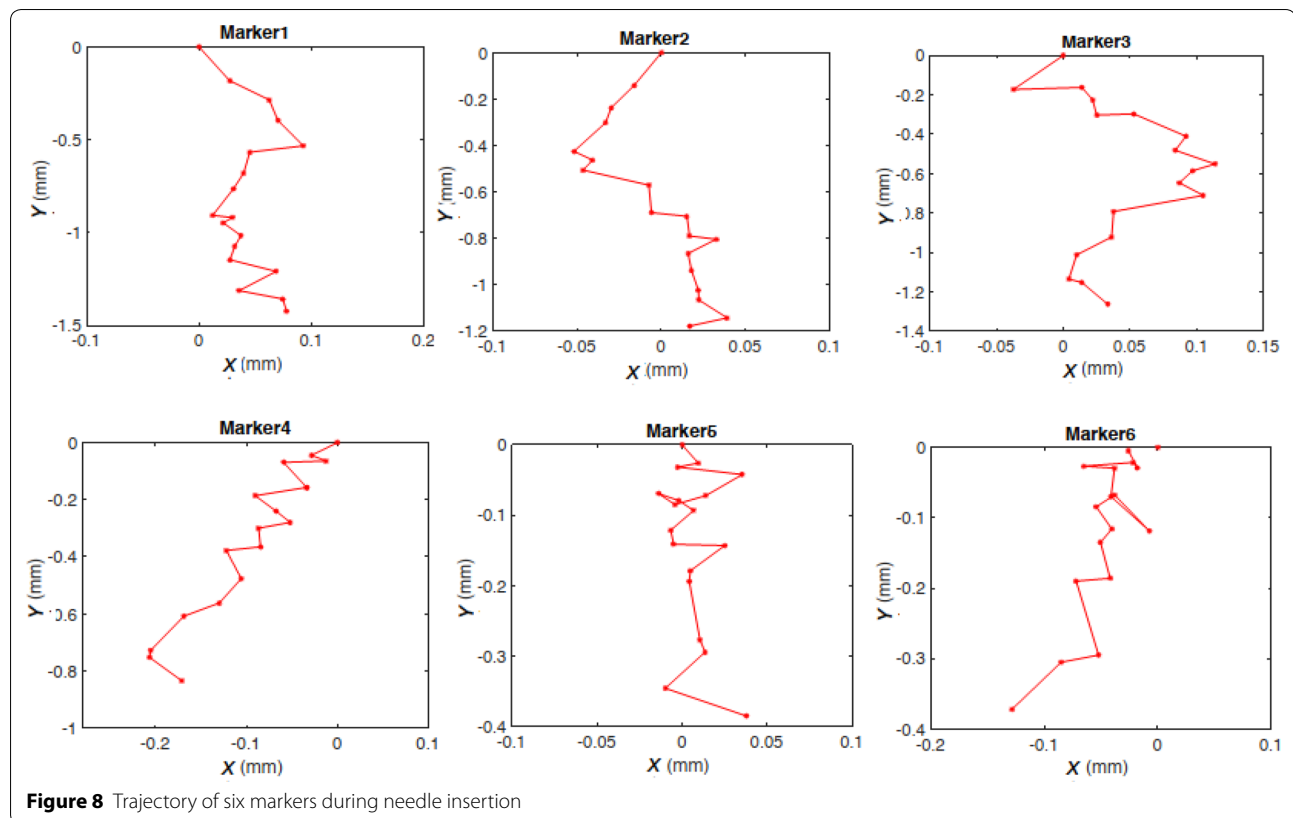 Marker1
0
-0.5
-1
-1.5
Y (mm)
-0.1 0 0.1 0.2
X (mm)
Marker2
0
-0.2
-0.4
-0.6
-0.8
-1
-1.2
Y (mm)
-0.1 -0.05 0 0.05 0.1
X (mm)
Marker3
0
-0.2
-0.4
-0.6
-0.8
-1
-1.2
-1.4
Y (mm)
-0.1 -0.05 0 0.05 0.1 0.15
X (mm)
Marker4
0
-0.2
-0.4
-0.6
-0.8
-1
Y (mm)
-0.2 -0.1 0 0.1
X (mm)
Marker5
0
-0.1
-0.2
-0.3
-0.4
Y (mm)
-0.1 -0.05 0 0.05 0.1
X (mm)
Marker6
0
-0.1
-0.2
-0.3
-0.4
Y (mm)
-0.2 -0.1 0 0.1
X (mm)
Figure 8 Trajectory of six markers during needle insertion